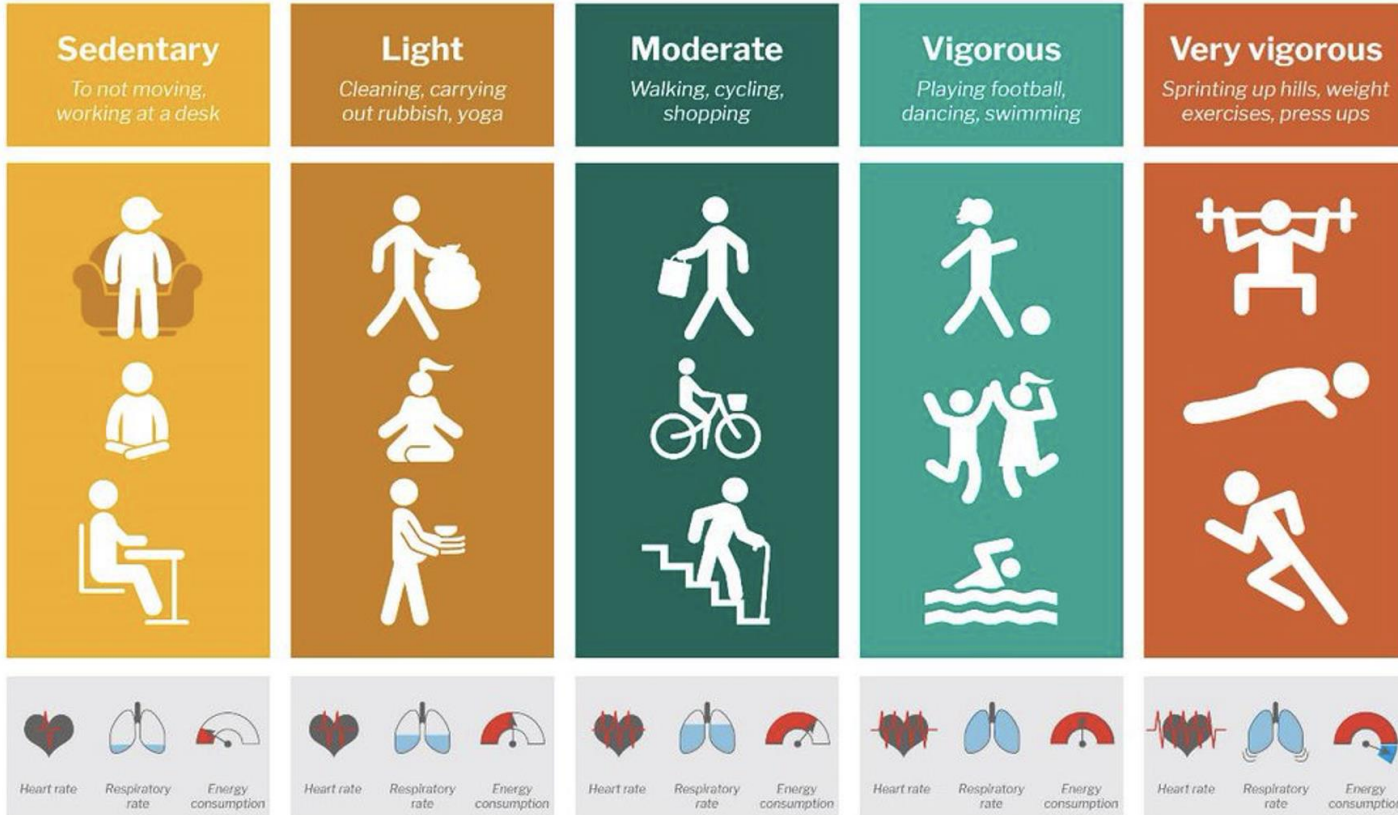 Sedentary
To not moving,
working at a desk
Light
Cleaning, carrying
out rubbish, yoga
Moderate
Walking, cycling,
shopping
Vigorous
Playing football,
dancing, swimming
Very vigorous
Sprinting up hills, weight
exercises, press ups
Heart rate
Respiratory
rate
Energy
consumption
Heart rate
Respiratory
rate
Energy
consumption
Heart rate
Respiratory
rate
Energy
consumption
Heart rate
Respiratory
rate
Energy
consumption
Heart rate
Respiratory
rate
Energy
consumption